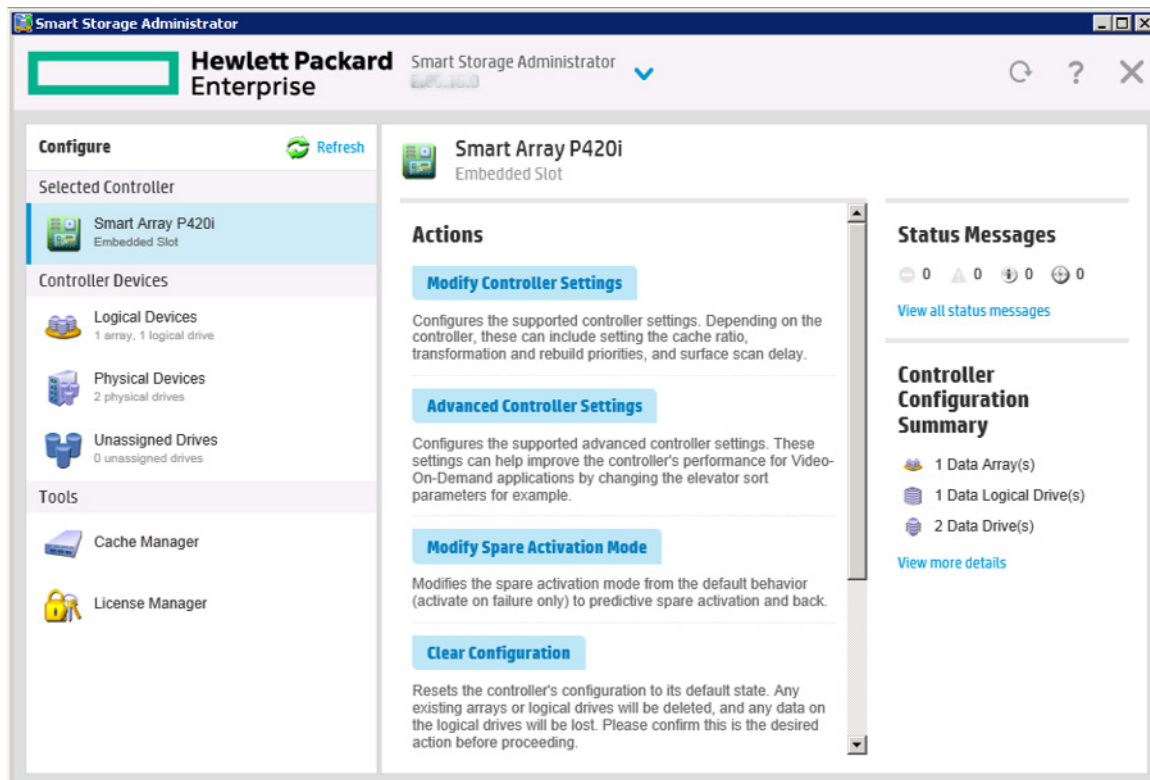 Smart Storage Administrator
Hewlett Packard
Enterprise
Smart Storage Administrator
?
Configure
Refresh
Selected Controller
Smart Array P420i
Embedded Slot
Controller Devices
Logical Devices
1 array, 1 logical drive
Physical Devices
2 physical drives
Unassigned Drives
0 unassigned drives
Tools
Cache Manager
License Manager
Smart Array P420i
Embedded Slot
Actions
Modify Controller Settings
Configures the supported controller settings. Depending on the
controller, these can include setting the cache ratio,
transformation and rebuild priorities, and surface scan delay.
Advanced Controller Settings
Configures the supported advanced controller settings. These
settings can help improve the controller's performance for Video-
On-Demand applications by changing the elevator sort
parameters for example.
Modify Spare Activation Mode
Modifies the spare activation mode from the default behavior
(activate on failure only) to predictive spare activation and back.
Clear Configuration
Resets the controller's configuration to its default state. Any
existing arrays or logical drives will be deleted, and any data on
the logical drives will be lost. Please confirm this is the desired
action before proceeding.
Status Messages
0 0 0 0
View all status messages
Controller
Configuration
Summary
1 Data Array(s)
1 Data Logical Drive(s)
2 Data Drive(s)
View more details